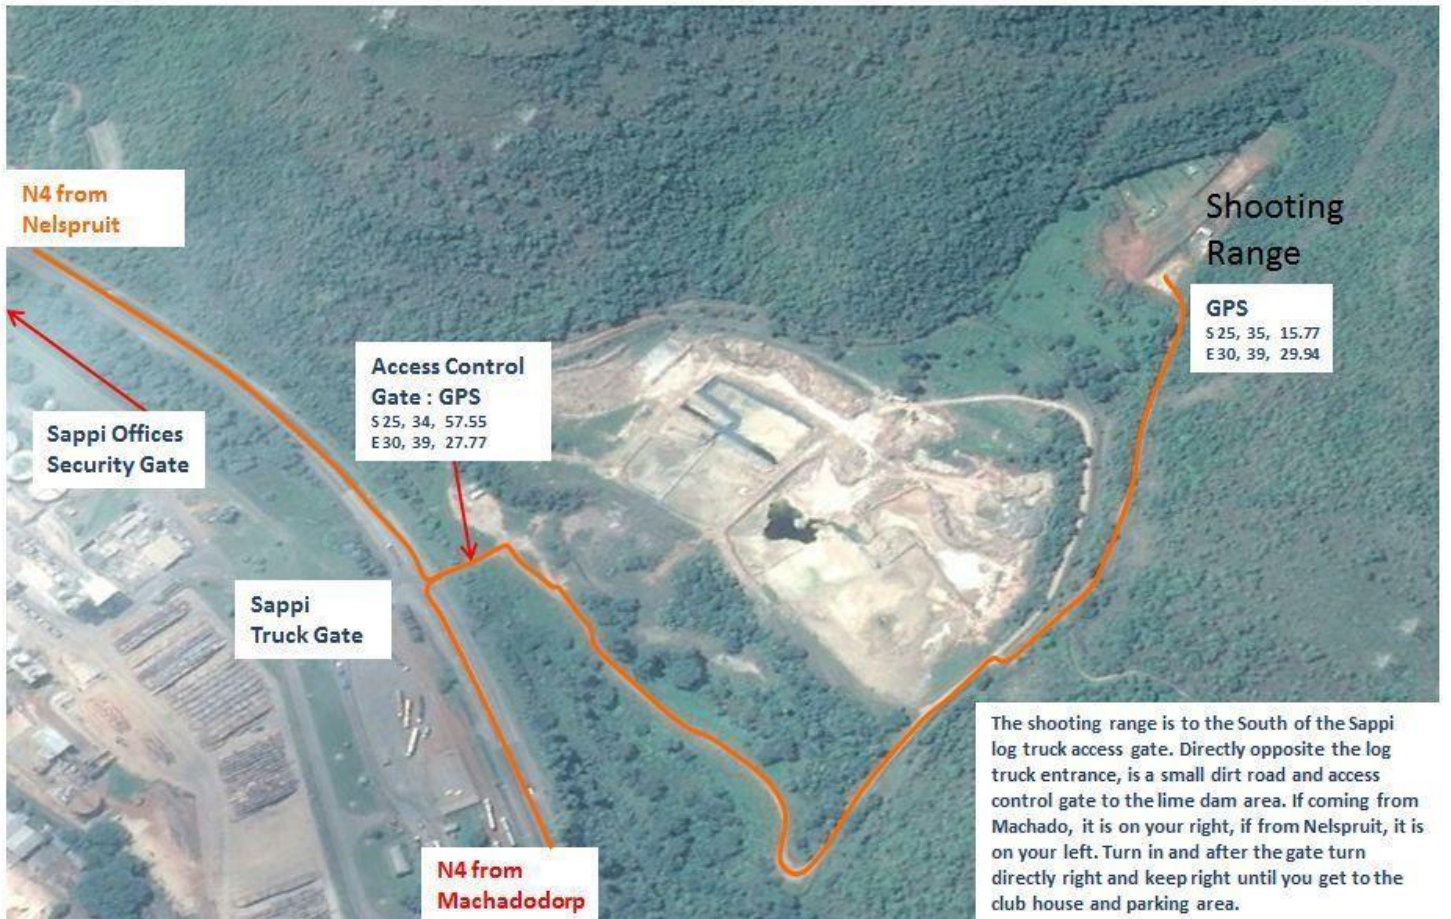 N4 from
Nelspruit
Shooting
Range
GPS
S 25, 35, 15.77
E 30, 39, 29.94
Access Control
Gate : GPS
S 25, 34, 57.55
E 30, 39, 27.77
Sappi Offices
Security Gate
Sappi
Truck Gate
N4 from
Machadodorp
The shooting range is to the South of the Sappi
log truck access gate. Directly opposite the log
truck entrance, is a small dirt road and access
control gate to the lime dam area. If coming from
Machado, it is on your right, if from Nelspruit, it is
on your left. Turn in and after the gate turn
directly right and keep right until you get to the
club house and parking area.